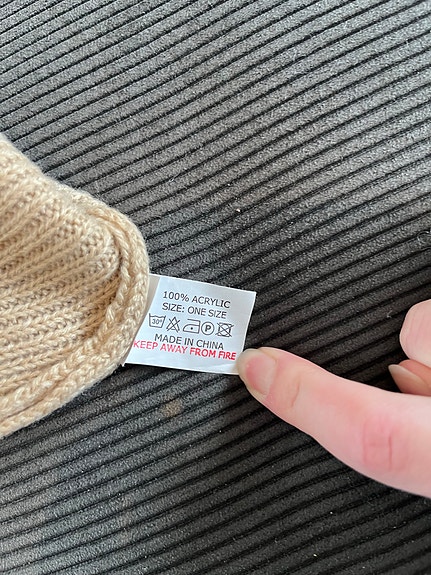 100% ACRYLIC
SIZE: ONE SIZE
30° P
MADE IN CHINA
KEEP AWAY FROM FIRE